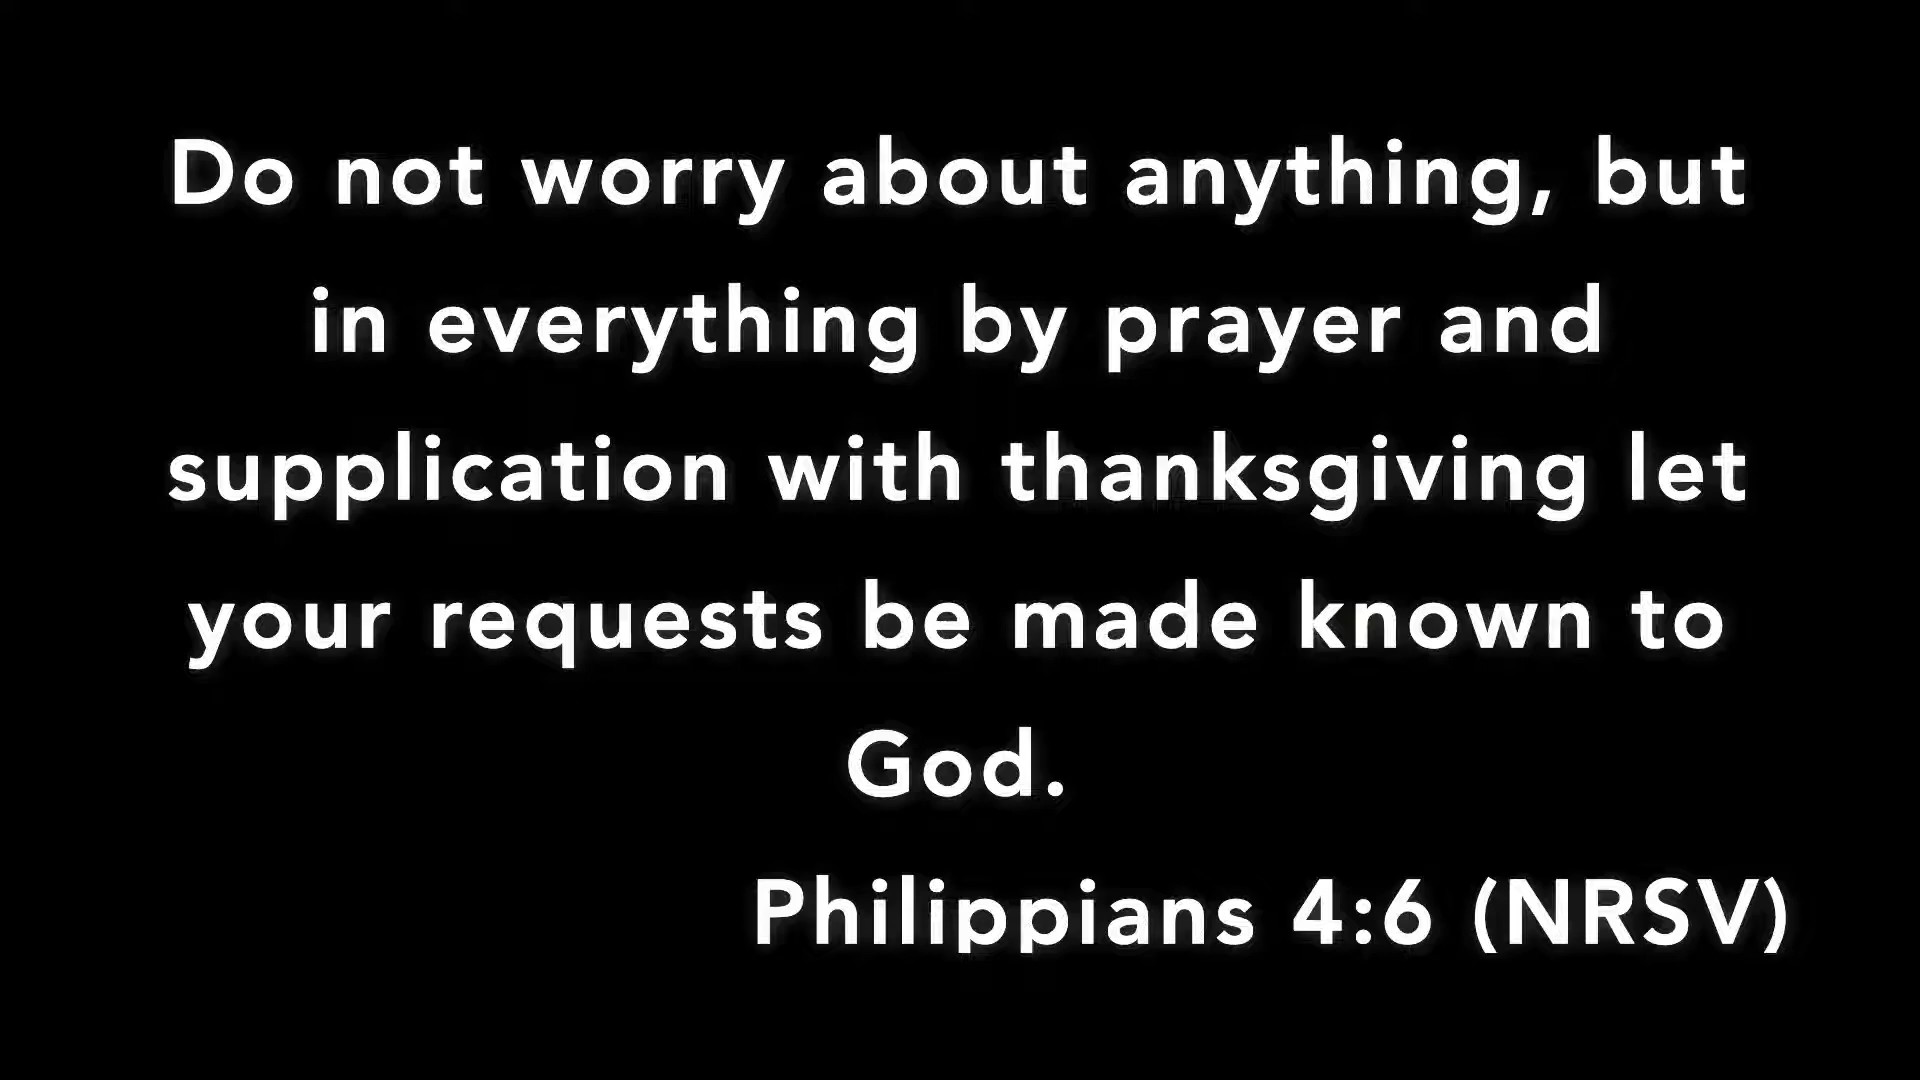 Do not worry about anything, but
in everything by prayer and
supplication with thanksgiving let
your requests be made known to
God.
Philippians 4:6 (NRSV)